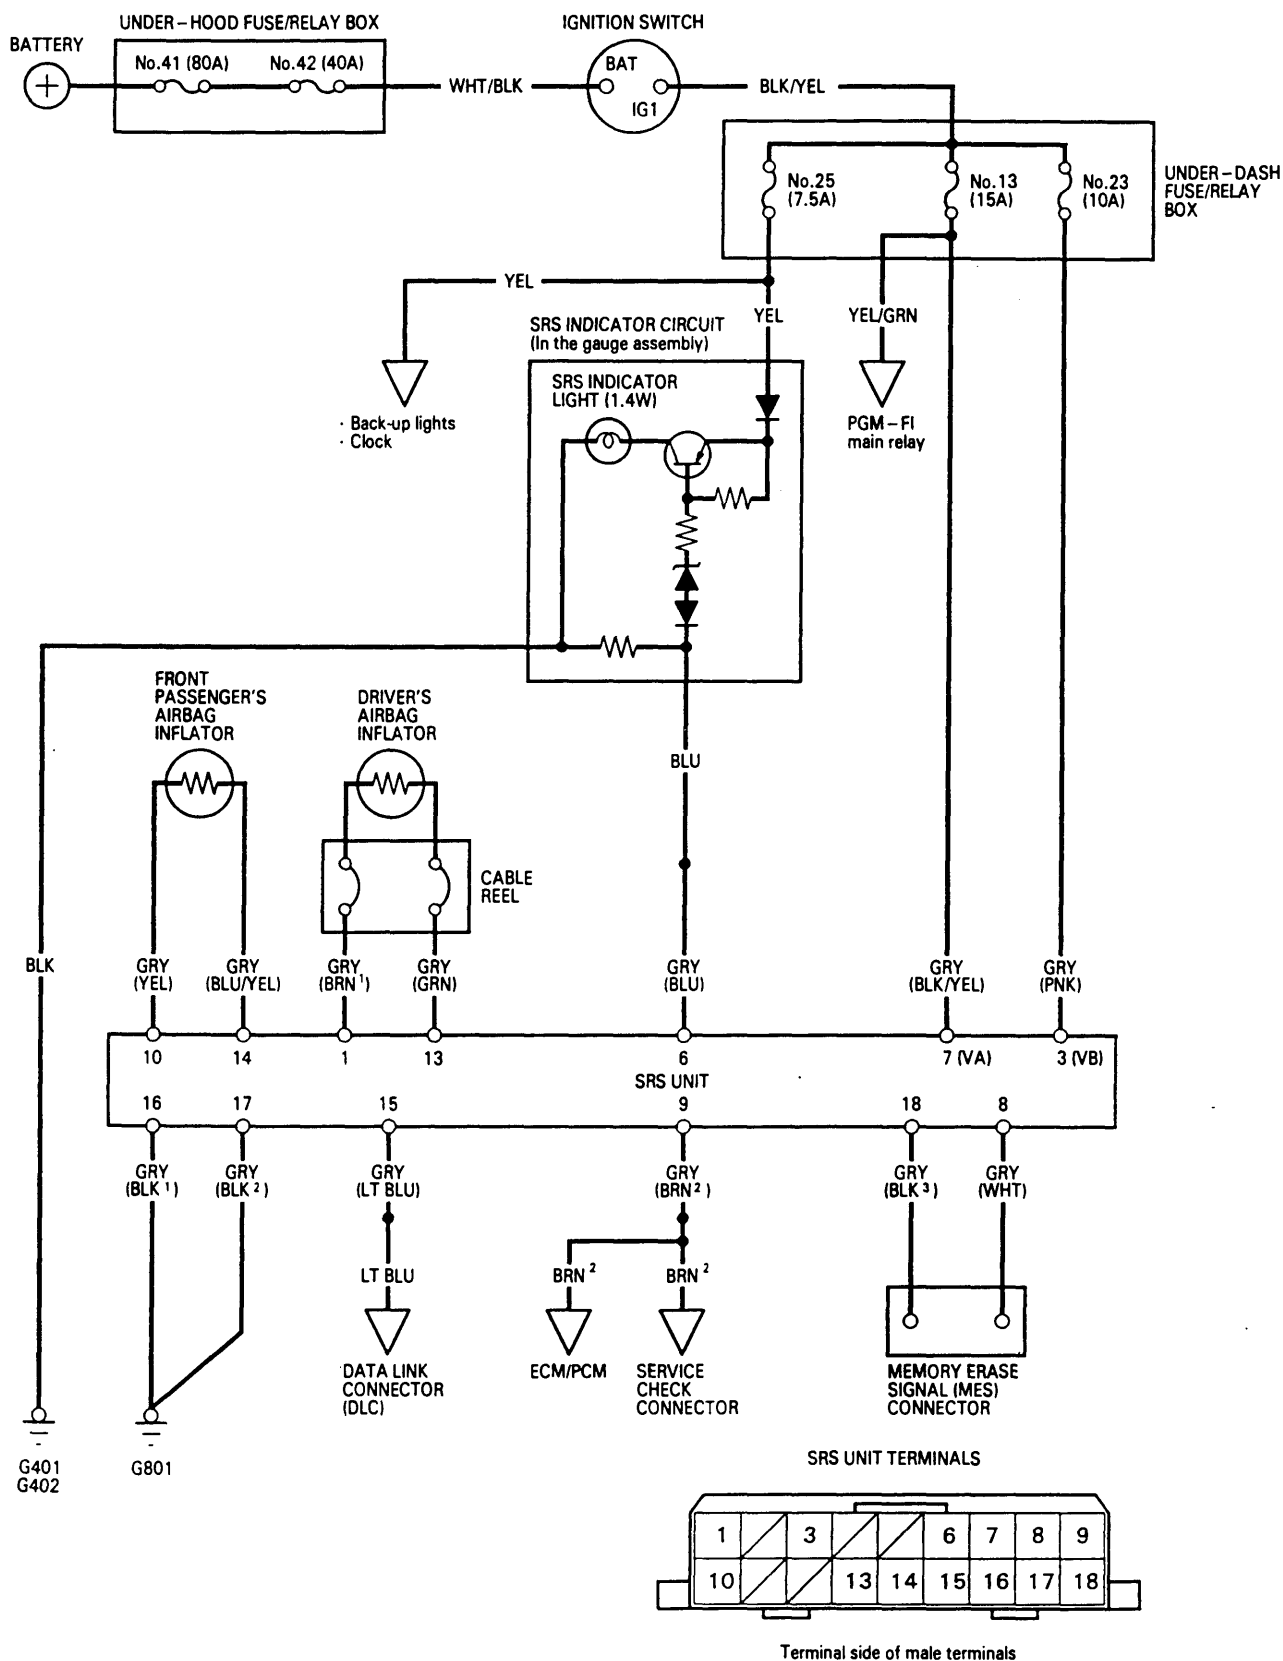 UNDER-HOOD FUSE/RELAY BOX
IGNITION SWITCH
BATTERY
No.41 (80A)
No.42 (40A)
BAT
WHT/BLK
BLK/YEL
IG1
No.25
(7.5A)
No.13
(15A)
No.23
(10A)
UNDER-DASH
FUSE/RELAY
BOX
YEL
YEL
YEL/GRN
SRS INDICATOR CIRCUIT
(In the gauge assembly)
SRS INDICATOR
LIGHT (1.4W)
· Back-up lights
· Clock
PGM-FI
main relay
FRONT
PASSENGER'S
AIRBAG
INFLATOR
DRIVER'S
AIRBAG
INFLATOR
BLU
CABLE
REEL
BLK
GRY
(YEL)
GRY
(BLU/YEL)
GRY
(BRN1)
GRY
(GRN)
GRY
(BLU)
GRY
(BLK/YEL)
GRY
(PNK)
10
14
1
13
6
7 (VA)
3 (VB)
SRS UNIT
16
17
15
9
18
8
GRY
(BLK1)
GRY
(BLK2)
GRY
(LT BLU)
GRY
(BRN2)
GRY
(BLK3)
GRY
(WHT)
LT BLU
BRN2
BRN2
DATA LINK
CONNECTOR
(DLC)
ECM/PCM
SERVICE
CHECK
CONNECTOR
MEMORY ERASE
SIGNAL (MES)
CONNECTOR
G401
G402
G801
SRS UNIT TERMINALS
1 3 6 7 8 9
10 13 14 15 16 17 18
Terminal side of male terminals